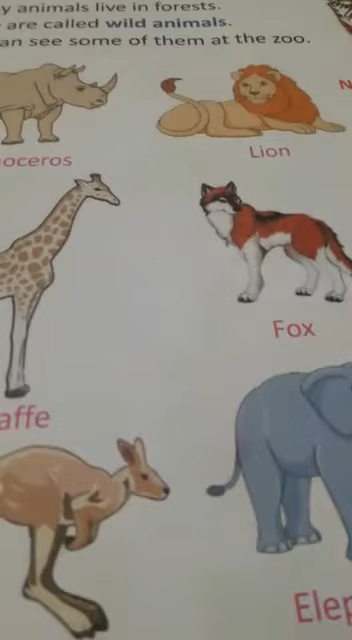 y animals live in forests.
are called wild animals.
an see some of them at the zoo.
N
oceros
Lion
Fox
affe
Elep